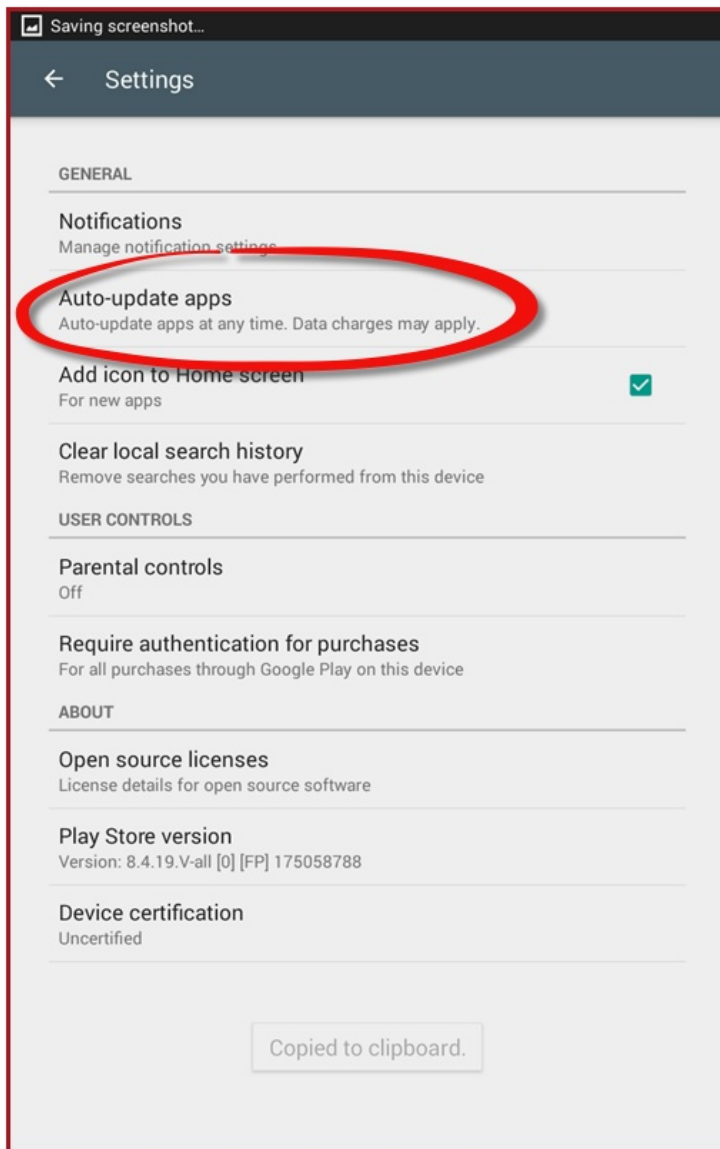 Saving screenshot...
Settings
GENERAL
Notifications
Manage notification settings
Auto-update apps
Auto-update apps at any time. Data charges may apply.
Add icon to Home screen
For new apps
Clear local search history
Remove searches you have performed from this device
USER CONTROLS
Parental controls
Off
Require authentication for purchases
For all purchases through Google Play on this device
ABOUT
Open source licenses
License details for open source software
Play Store version
Version: 8.4.19.V-all [0] [FP] 175058788
Device certification
Uncertified
Copied to clipboard.